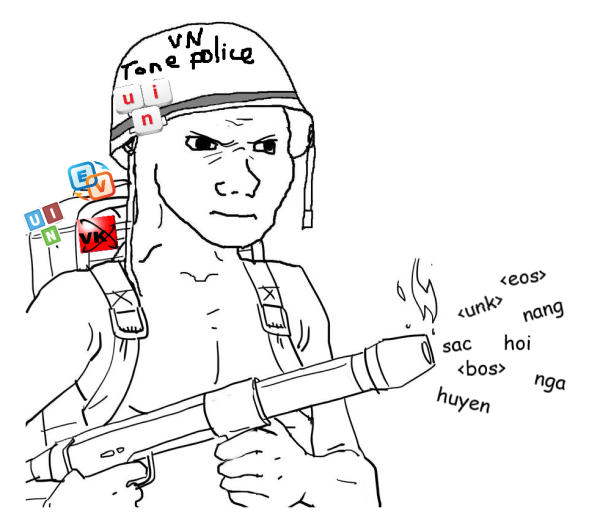 VN
Tone police
u i
n
E
V
U I
N
VK
<eos>
<unk> nang
sac hoi
<bos>
nga
huyen